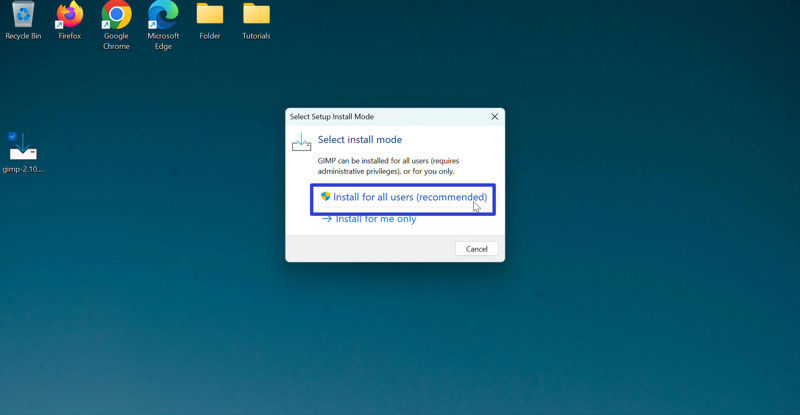 Recycle Bin
Firefox
Google
Chrome
Microsoft
Edge
Folder
Tutorials
gimp-2.10....
Select Setup Install Mode
Select install mode
GIMP can be installed for all users (requires
administrative privileges), or for you only.
Install for all users (recommended)
Install for me only
Cancel